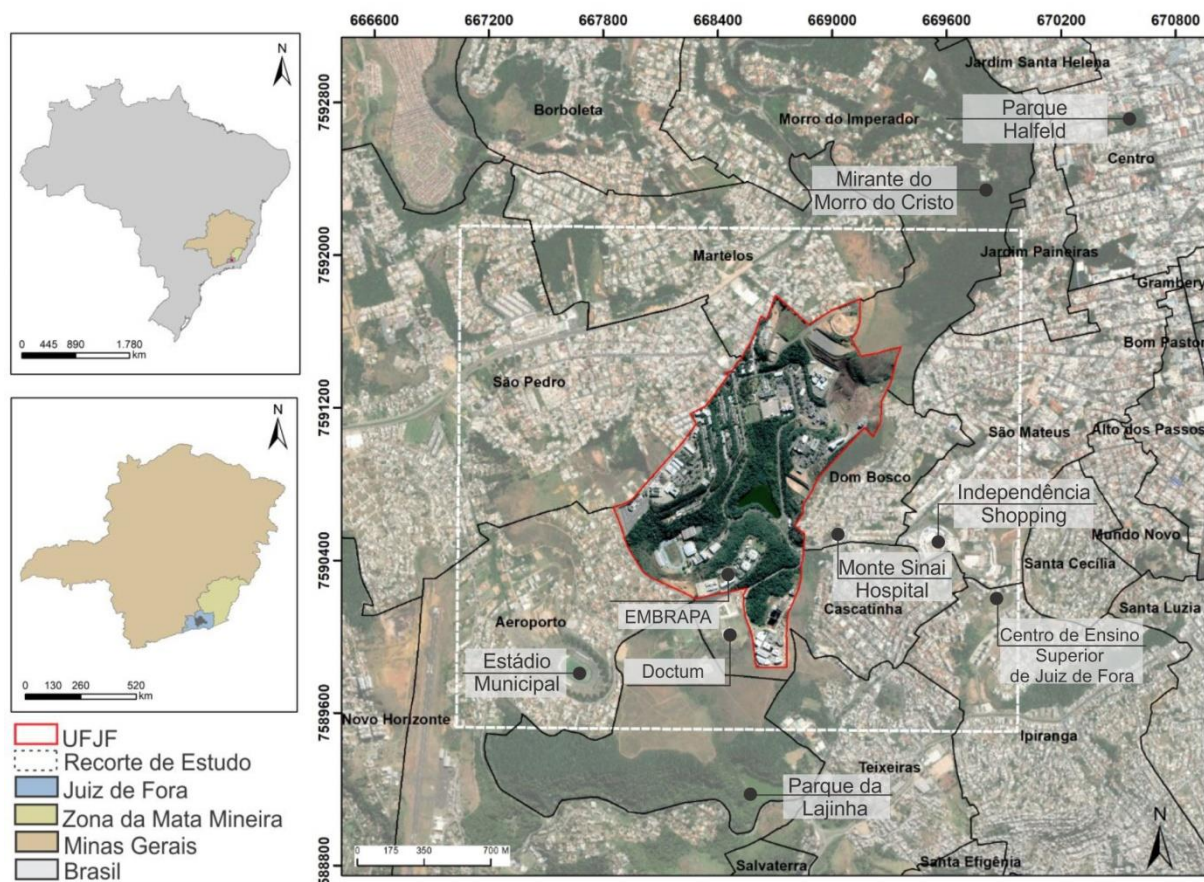 N
0 445 890 1.780
km
N
0 130 260 520
km
UFJF
Recorte de Estudo
Juiz de Fora
Zona da Mata Mineira
Minas Gerais
Brasil
666600 667200 667800 668400 669000 669600 670200 670800
7592800
7592000
7591200
7590400
7589600
7588800
Jardim Santa Helena
Borboleta
Morro do Imperador
Parque
Halfeld
Centro
Mirante do
Morro do Cristo
Martelos
Jardim Paineiras
Grambery
Bom Pastor
São Pedro
São Mateus
Alto dos Passos
Dom Bosco
Independência
Shopping
Mundo Novo
Monte Sinai
Hospital
Santa Cecília
EMBRAPA
Cascatinha
Santa Luzia
Aeroporto
Centro de Ensino
Superior
de Juiz de Fora
Estádio
Municipal
Doctum
Novo Horizonte
Ipiranga
Teixeiras
Parque da
Lajinha
N
0 175 350 700 M
Salvaterra
Santa Efigênia